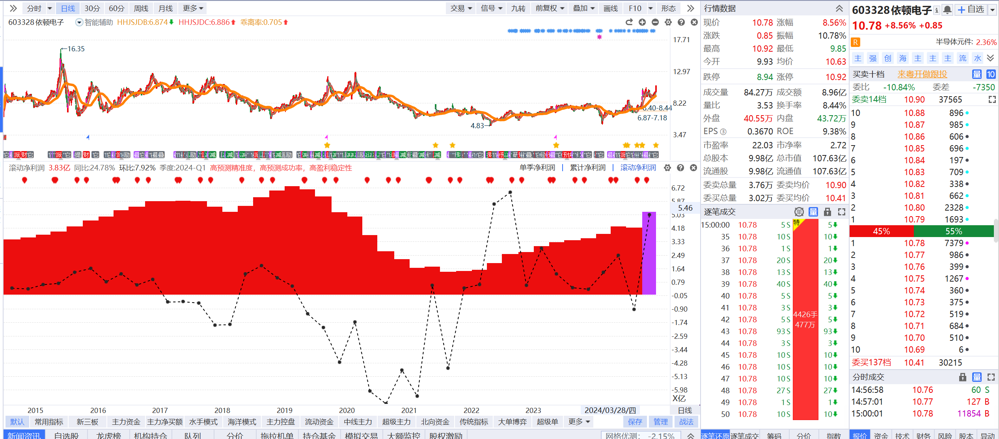 分时 日线 30分 60分 周线 月线 更多 交易 信号 九转 前复权 叠加 画线 F10 形态
603328 依顿电子 智能辅助 HHJSJDB:6.874 HHJSJDC:6.886 乖离率:0.705
17.71
←16.35
12.97
8.22
8.40-8.44
6.87-7.18
4.83→
3.47
滚动净利润 3.83亿 同比:24.78% 环比:7.92% 季度:2024-Q1 高预测精准度，高预测成功率，高盈利稳定性 单季净利润 累计净利润 滚动净利润
6.72
5.87
5.46
5.03
4.18
3.33
2.49
1.64
0.79
-0.05
-0.90
-1.74
-2.59
-3.44
-4.28
-5.13
-5.98
X亿
2015 2016 2017 2018 2019 2020 2021 2022 2023 2024/03/28/四 日线
默认 常用指标 新三板 主力资金 主力净买额 水手模式 海洋模式 主力控盘 流动资金 中线主力 超级主力 北向资金 传统指标 大单博弈 超级单 更多 保存 管理 战法
新闻资讯 自选股 龙虎榜 机构持仓 队列 分价 拖拉机单 持仓基金 模拟交易 大额监控 股权激励 网格优测： -2.15%
行情数据
现价 10.78 涨幅 8.56%
涨跌 0.85 振幅 10.78%
最高 10.92 最低 9.85
今开 9.93 均价 10.63
跌停 8.94 涨停 10.92
成交量 84.27万 成交额 8.96亿
量比 3.53 换手率 8.44%
外盘 40.55万 内盘 43.72万
EPS ③ 0.3670 ROE 9.38%
市盈率 22.03 市净率 2.72
总股本 9.98亿 总市值 107.63亿
流通股 9.98亿 流通值 107.63亿
委卖总量 3.76万 委卖均价 10.90
委买总量 3.02万 委买均价 10.41
逐笔成交 单 量
15:00:00 10.78 5 S 特 5
35 10.78 10 S 10
36 10.78 1 S 1
37 10.78 20 S 20
38 10.78 13 S 13
39 10.78 40 S 40
40 10.78 5 S 5
41 10.78 3 S 3
42 10.78 5 S 5
43 10.78 93 S 93
44 10.78 3 S 3
45 10.78 10 S 10
46 10.78 10 S 10
47 10.78 10 S 10
48 10.78 27 S 27
49 10.78 1 S 1
50 10.78 10 S 10
4426手
477万
逐笔还原 逐笔成交 筹码 分价 指数
603328 依顿电子 自选
10.78 +8.56% +0.85
R 半导体元件: 2.36%
主 强 创 海 主 主 主 流 水
买卖十档 来粤开做跟投 量 10
委比 -10.84% 委差 -7350
委卖14档 10.90 37565
10 10.88 896
9 10.87 985
8 10.86 606
7 10.85 696
6 10.84 197
5 10.83 709
4 10.82 338
3 10.81 662
2 10.80 2328
1 10.79 1693
45% 55%
1 10.78 7379
2 10.77 986
3 10.76 399
4 10.75 1267
5 10.74 360
6 10.73 375
7 10.72 519
8 10.71 684
9 10.70 510
10 10.69 6
委买137档 10.41 30215
分时成交 量
14:56:58 10.76 60 S
14:57:01 10.77 127 B
15:00:01 10.78 11854 B
报价 资金 技术 财务 风险 股本 异动